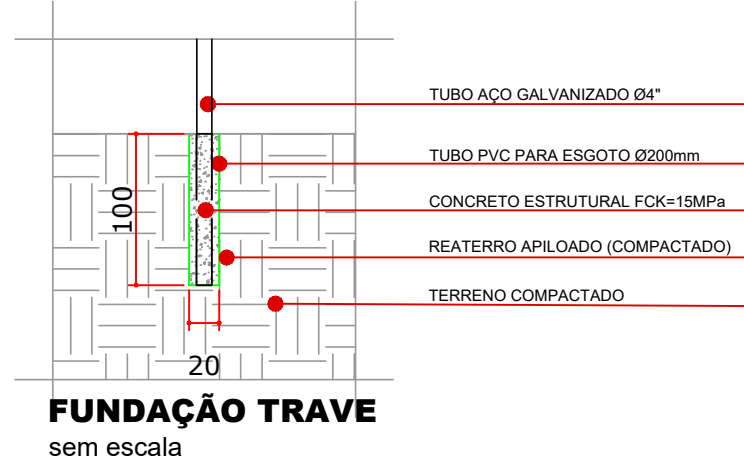 TUBO AÇO GALVANIZADO Ø4"
TUBO PVC PARA ESGOTO Ø200mm
CONCRETO ESTRUTURAL FCK=15MPa
REATERRO APILOADO (COMPACTADO)
TERRENO COMPACTADO
100
20
FUNDAÇÃO TRAVE
sem escala